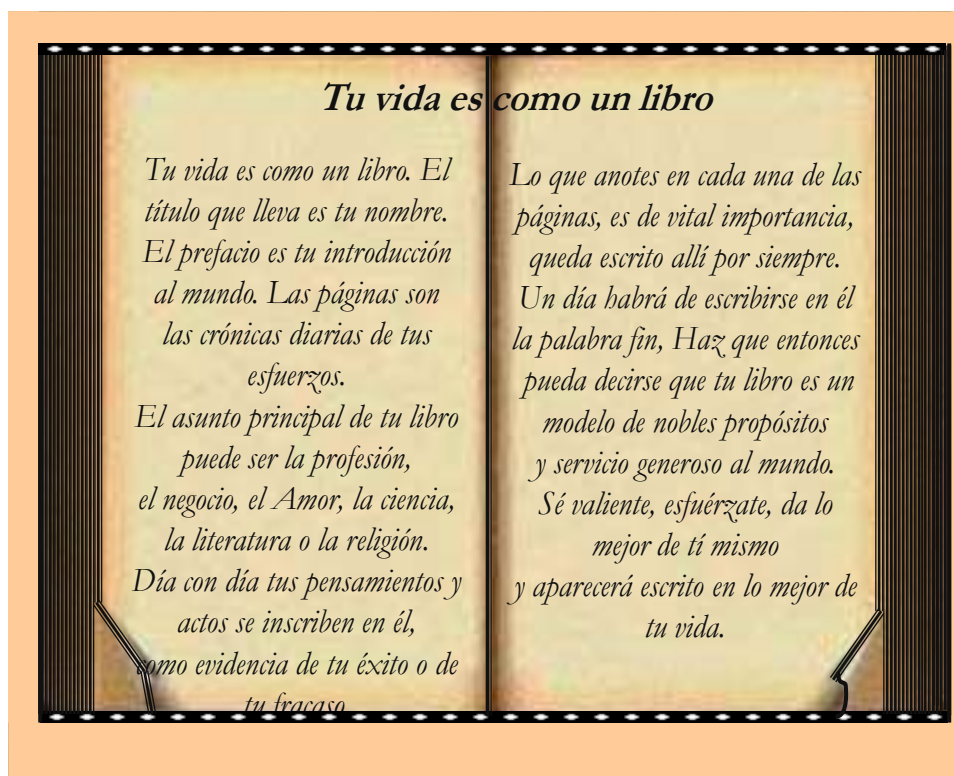 Tu vida es como un libro
Tu vida es como un libro. El
título que lleva es tu nombre.
El prefacio es tu introducción
al mundo. Las páginas son
las crónicas diarias de tus
esfuerzos.
El asunto principal de tu libro
puede ser la profesión,
el negocio, el Amor, la ciencia,
la literatura o la religión.
Día con día tus pensamientos y
actos se inscriben en él,
como evidencia de tu éxito o de
tu fracaso
Lo que anotes en cada una de las
páginas, es de vital importancia,
queda escrito allí por siempre.
Un día habrá de escribirse en él
la palabra fin, Haz que entonces
pueda decirse que tu libro es un
modelo de nobles propósitos
y servicio generoso al mundo.
Sé valiente, esfuérzate, da lo
mejor de tí mismo
y aparecerá escrito en lo mejor de
tu vida.